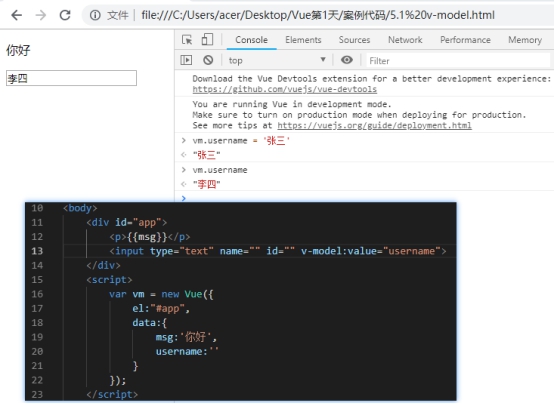 文件 | file:///C:/Users/acer/Desktop/Vue第1天/案例代码/5.1%20v-model.html
你好
李四
Console Elements Sources Network Performance Memory
top Filter
Download the Vue Devtools extension for a better development experience:
https://github.com/vuejs/vue-devtools
You are running Vue in development mode.
Make sure to turn on production mode when deploying for production.
See more tips at https://vuejs.org/guide/deployment.html
> vm.username = '张三'
< "张三"
> vm.username
< "李四"
>
10 <body>
11 <div id="app">
12 <p>{{msg}}</p>
13 <input type="text" name="" id="" v-model:value="username">
14 </div>
15 <script>
16 var vm = new Vue({
17 el:"#app",
18 data:{
19 msg:'你好',
20 username:''
21 }
22 });
23 </script>